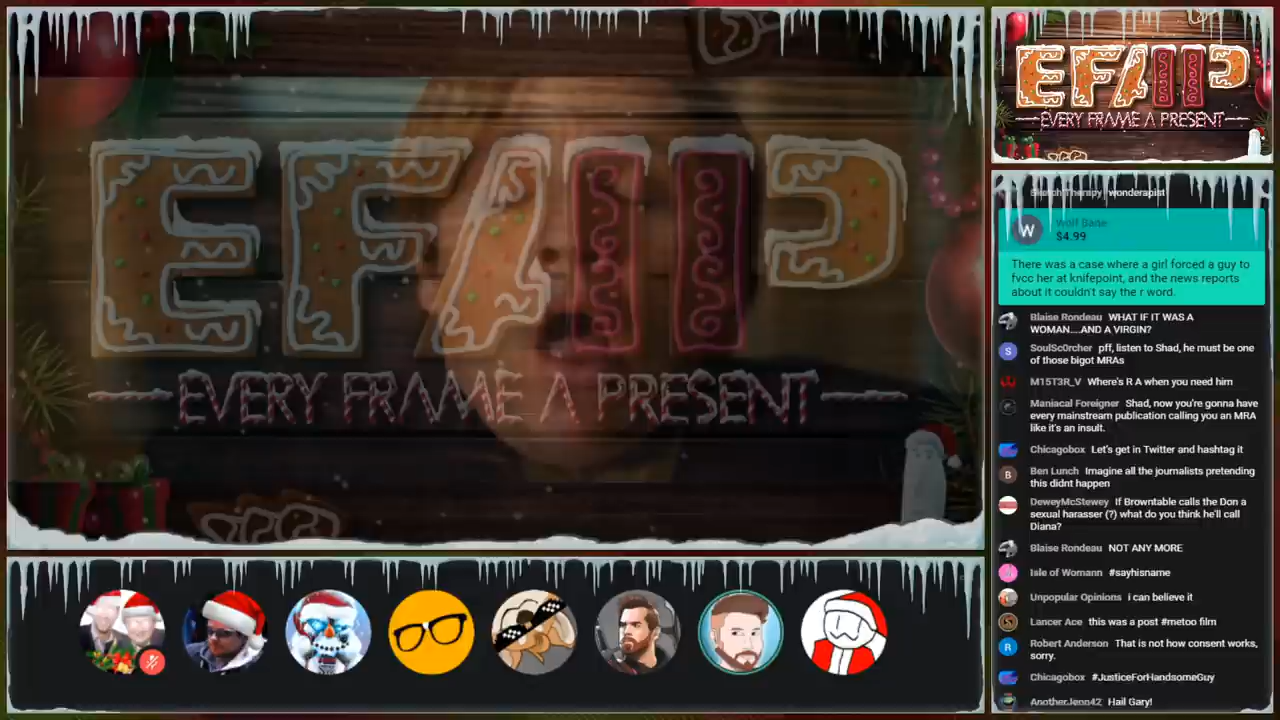 EFAIIP
EVERY FRAME A PRESENT
EFAIIP
EVERY FRAME A PRESENT
Sketch Therapy wonderapist
W
Wolf Bane
$4.99
There was a case where a girl forced a guy to
fvcc her at knifepoint, and the news reports
about it couldn't say the r word.
Blaise Rondeau WHAT IF IT WAS A
WOMAN....AND A VIRGIN?
S
SoulSc0rcher pff, listen to Shad, he must be one
of those bigot MRAs
M15T3R_V Where's R A when you need him
Maniacal Foreigner Shad, now you're gonna have
every mainstream publication calling you an MRA
like it's an insult.
Chicagobox Let's get in Twitter and hashtag it
B
Ben Lunch Imagine all the journalists pretending
this didnt happen
DeweyMcStewey If Browntable calls the Don a
sexual harasser (?) what do you think he'll call
Diana?
Blaise Rondeau NOT ANY MORE
Isle of Womann #sayhisname
Unpopular Opinions i can believe it
Lancer Ace this was a post #metoo film
R
Robert Anderson That is not how consent works,
sorry.
Chicagobox #JusticeForHandsomeGuy
AnotherJenn42 Hail Gary!